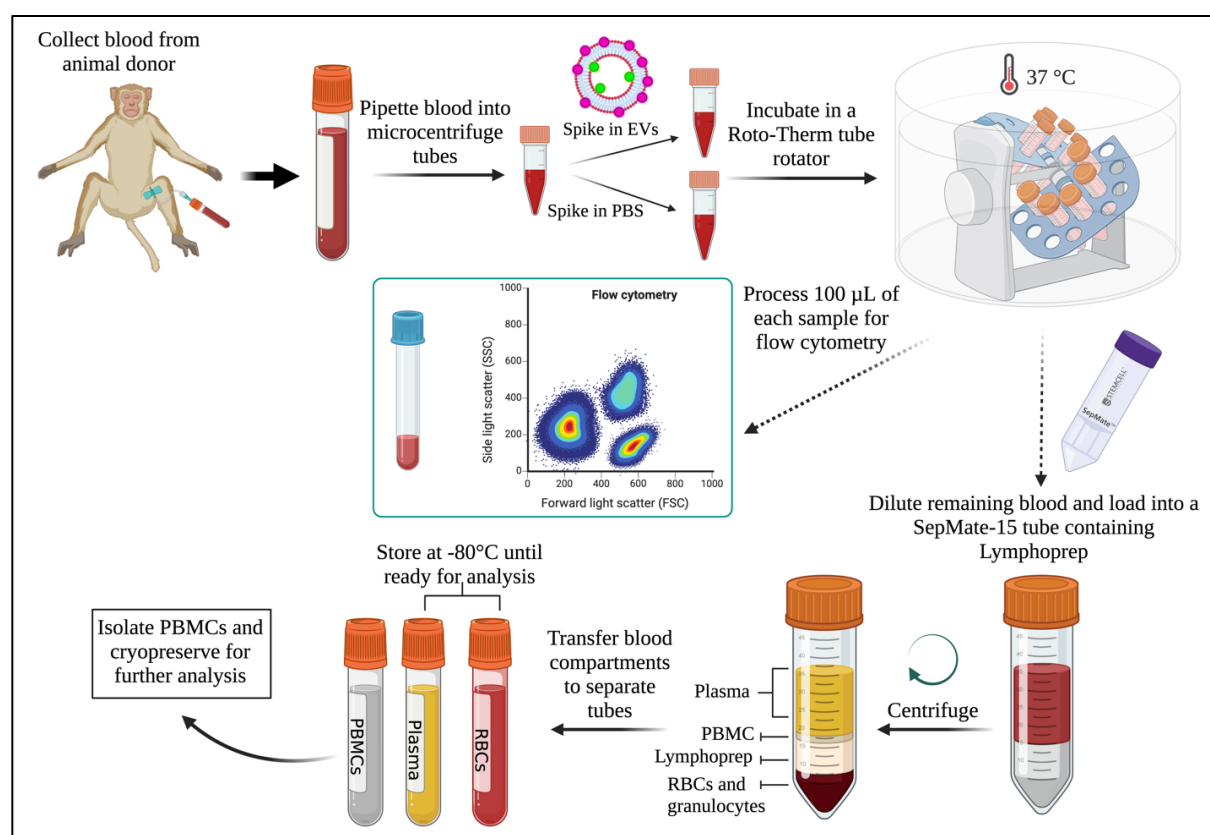 Collect blood from
animal donor
Pipette blood into
microcentrifuge
tubes
Spike in EVs
Spike in PBS
Incubate in a
Roto-Therm tube
rotator
37 °C
Process 100 µL of
each sample for
flow cytometry
Flow cytometry
Side light scatter (SSC)
1000
800
600
400
200
0
0 200 400 600 800 1000
Forward light scatter (FSC)
STEMCELL
SepMate
Dilute remaining blood and load into a
SepMate-15 tube containing
Lymphoprep
Centrifuge
Plasma
PBMC
Lymphoprep
RBCs and
granulocytes
Transfer blood
compartments
to separate
tubes
Store at -80°C until
ready for analysis
PBMCs
Plasma
RBCs
Isolate PBMCs and
cryopreserve for
further analysis